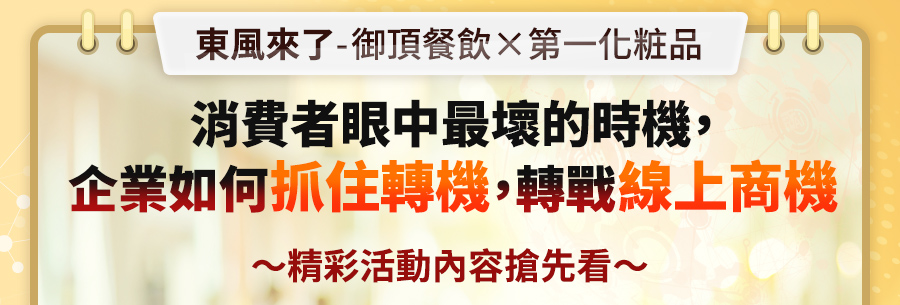 東風來了-御頂餐飲×第一化粧品
消費者眼中最壞的時機，
企業如何抓住轉機，轉戰線上商機
～精彩活動內容搶先看～